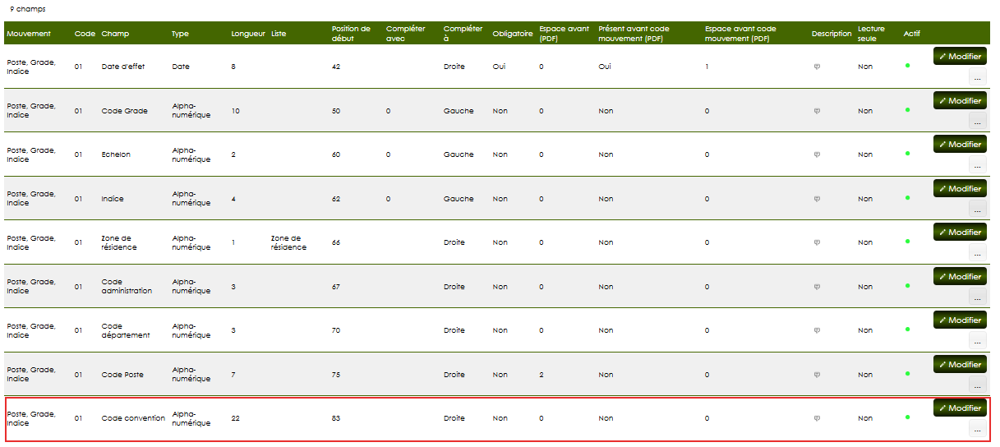 9 champs
Mouvement Code Champ Type Longueur Liste Position de début Compléter avec Compléter à Obligatoire Espace avant (PDF) Présent avant code mouvement (PDF) Espace avant code mouvement (PDF) Description Lecture seule Actif
Poste, Grade, Indice 01 Date d'effet Date 8 42 Droite Oui 0 Oui 1 Non Modifier ...
Poste, Grade, Indice 01 Code Grade Alpha-numérique 10 50 0 Gauche Non 0 Non 0 Non Modifier ...
Poste, Grade, Indice 01 Echelon Alpha-numérique 2 60 0 Gauche Non 0 Non 0 Non Modifier ...
Poste, Grade, Indice 01 Indice Alpha-numérique 4 62 0 Gauche Non 0 Non 0 Non Modifier ...
Poste, Grade, Indice 01 Zone de résidence Alpha-numérique 1 Zone de résidence 66 Droite Non 0 Non 0 Non Modifier ...
Poste, Grade, Indice 01 Code administration Alpha-numérique 3 67 Droite Non 0 Non 0 Non Modifier ...
Poste, Grade, Indice 01 Code département Alpha-numérique 3 70 Droite Non 0 Non 0 Non Modifier ...
Poste, Grade, Indice 01 Code Poste Alpha-numérique 7 75 Droite Non 2 Non 0 Non Modifier ...
Poste, Grade, Indice 01 Code convention Alpha-numérique 22 83 Droite Non 0 Non 0 Non Modifier ...